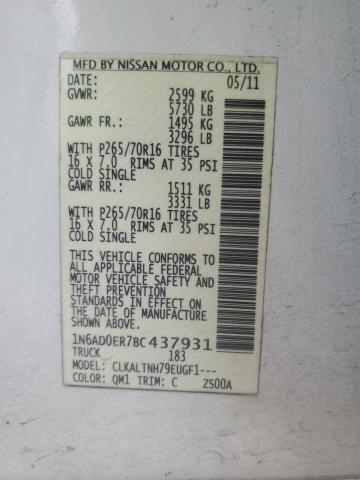 MFD BY NISSAN MOTOR CO., LTD.
DATE: 05/11
GVWR: 2599 KG
5730 LB
GAWR FR.: 1495 KG
3296 LB
WITH P265/70R16 TIRES
16 X 7.0 RIMS AT 35 PSI
COLD SINGLE
GAWR RR.: 1511 KG
3331 LB
WITH P265/70R16 TIRES
16 X 7.0 RIMS AT 35 PSI
COLD SINGLE
THIS VEHICLE CONFORMS TO
ALL APPLICABLE FEDERAL
MOTOR VEHICLE SAFETY AND
THEFT PREVENTION
STANDARDS IN EFFECT ON
THE DATE OF MANUFACTURE
SHOWN ABOVE.
1N6AD0ER7BC437931
TRUCK 183
MODEL: CLKALTNH79EUGF1---
COLOR: QM1 TRIM: C ZS00A